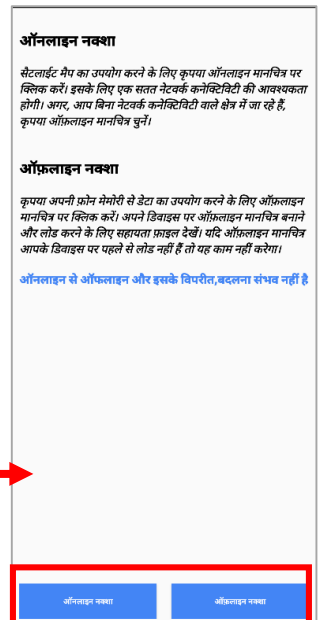 ऑनलाइन नक्शा
सैटलाईट मैप का उपयोग करने के लिए कृपया ऑनलाइन मानचित्र पर
क्लिक करें। इसके लिए एक सतत नेटवर्क कनेक्टिविटी की आवश्यकता
होगी। अगर, आप बिना नेटवर्क कनेक्टिविटी वाले क्षेत्र में जा रहे हैं,
कृपया ऑफ़लाइन मानचित्र चुनें।
ऑफ़लाइन नक्शा
कृपया अपनी फ़ोन मेमोरी से डेटा का उपयोग करने के लिए ऑफ़लाइन
मानचित्र पर क्लिक करें। अपने डिवाइस पर ऑफ़लाइन मानचित्र बनाने
और लोड करने के लिए सहायता फ़ाइल देखें। यदि ऑफ़लाइन मानचित्र
आपके डिवाइस पर पहले से लोड नहीं हैं तो यह काम नहीं करेगा।
ऑनलाइन से ऑफलाइन और इसके विपरीत,बदलना संभव नहीं है
ऑनलाइन नक्शा ऑफ़लाइन नक्शा